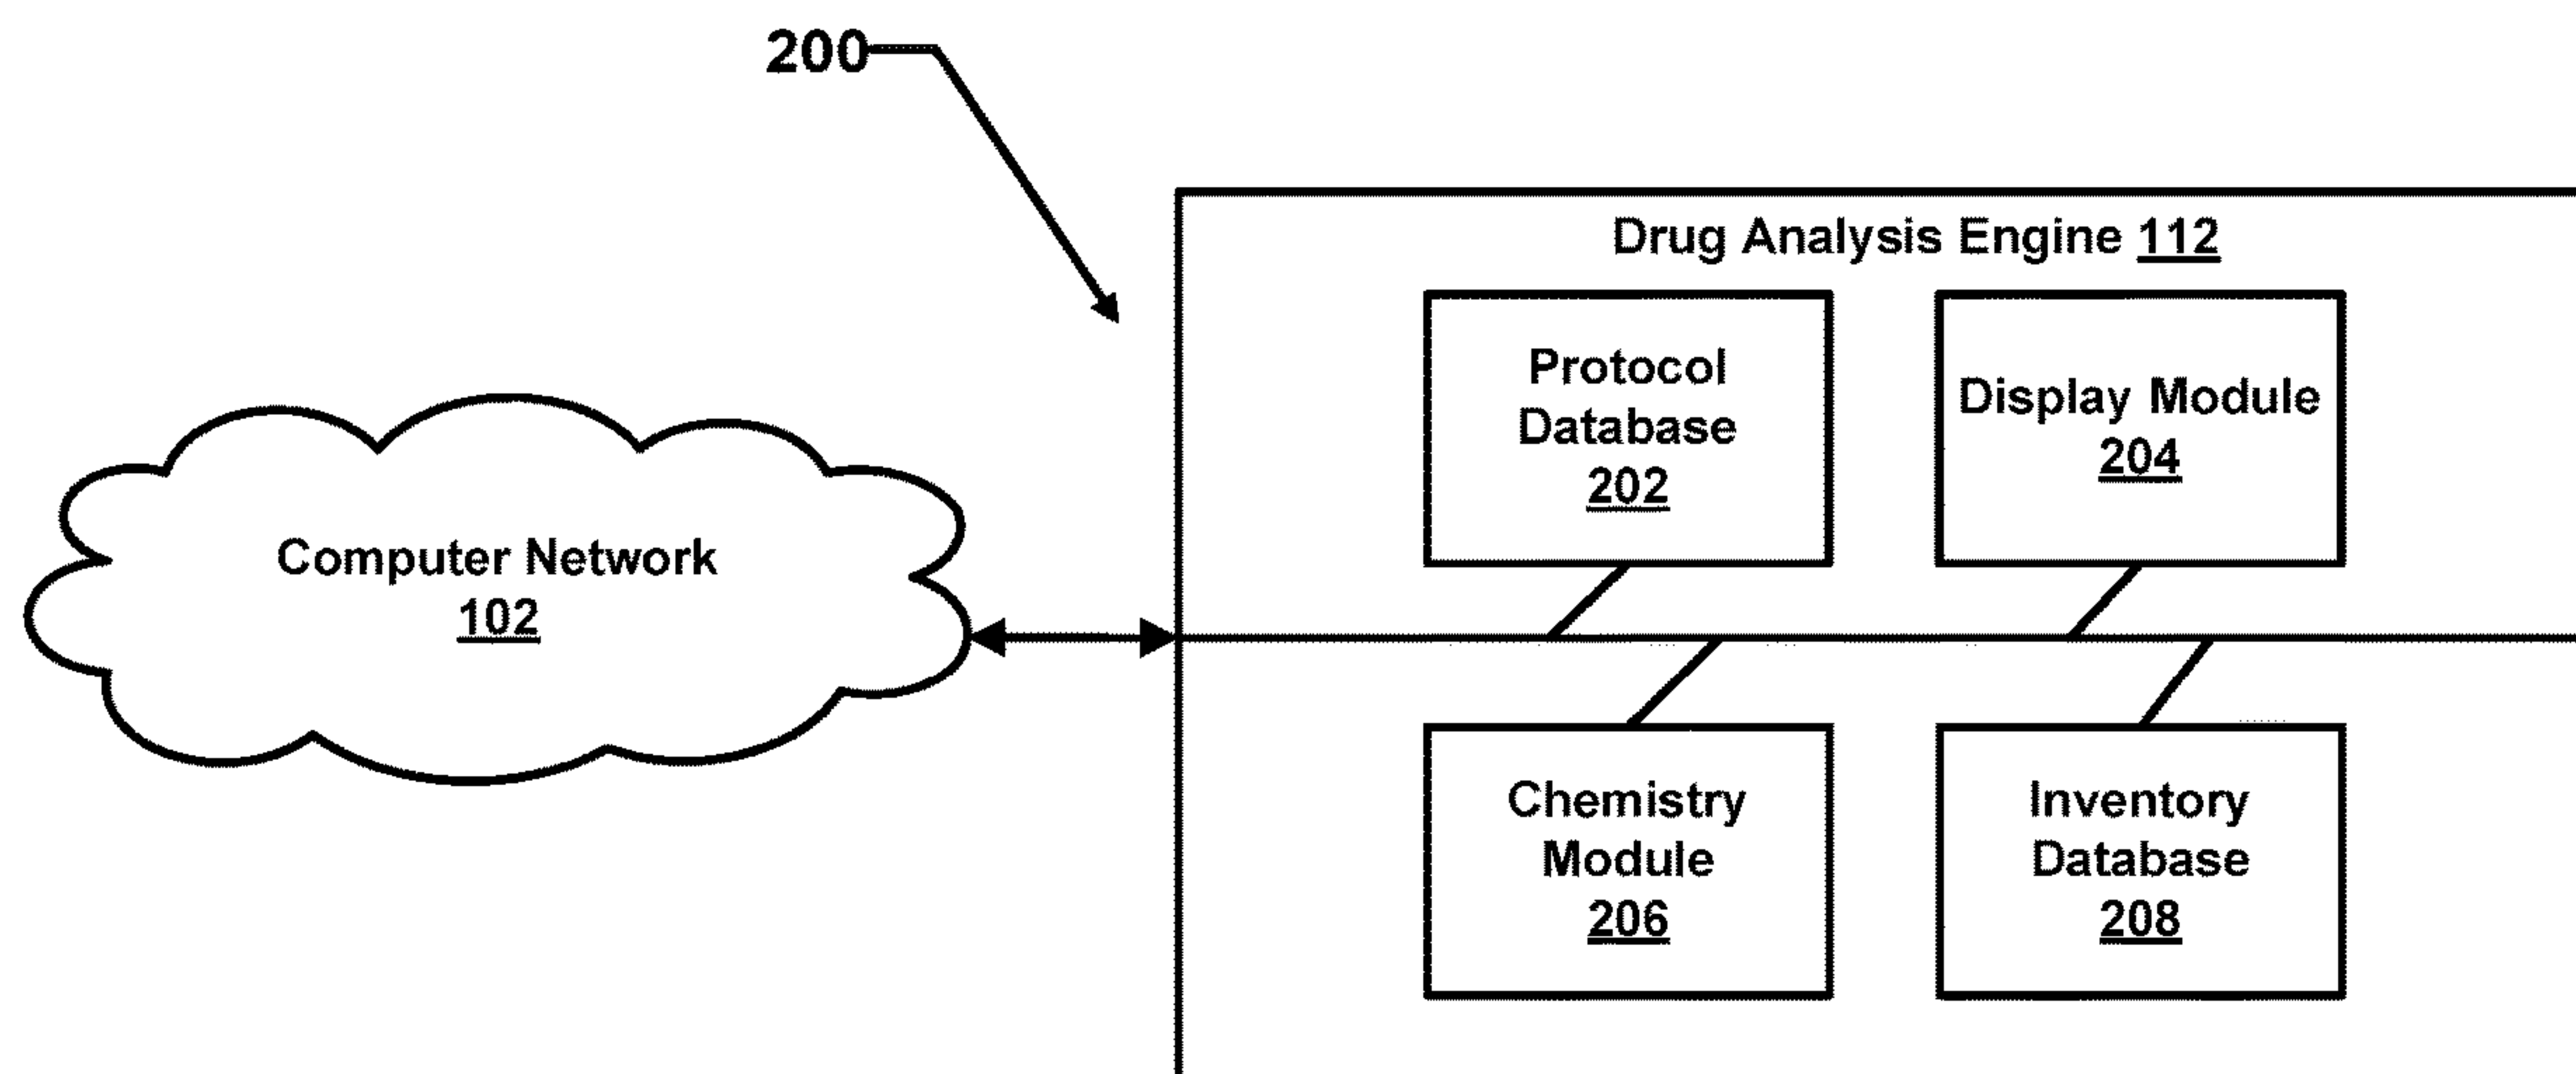 200
Drug Analysis Engine 112
Protocol
Database
202
Display Module
204
Computer Network
102
Chemistry
Module
206
Inventory
Database
208